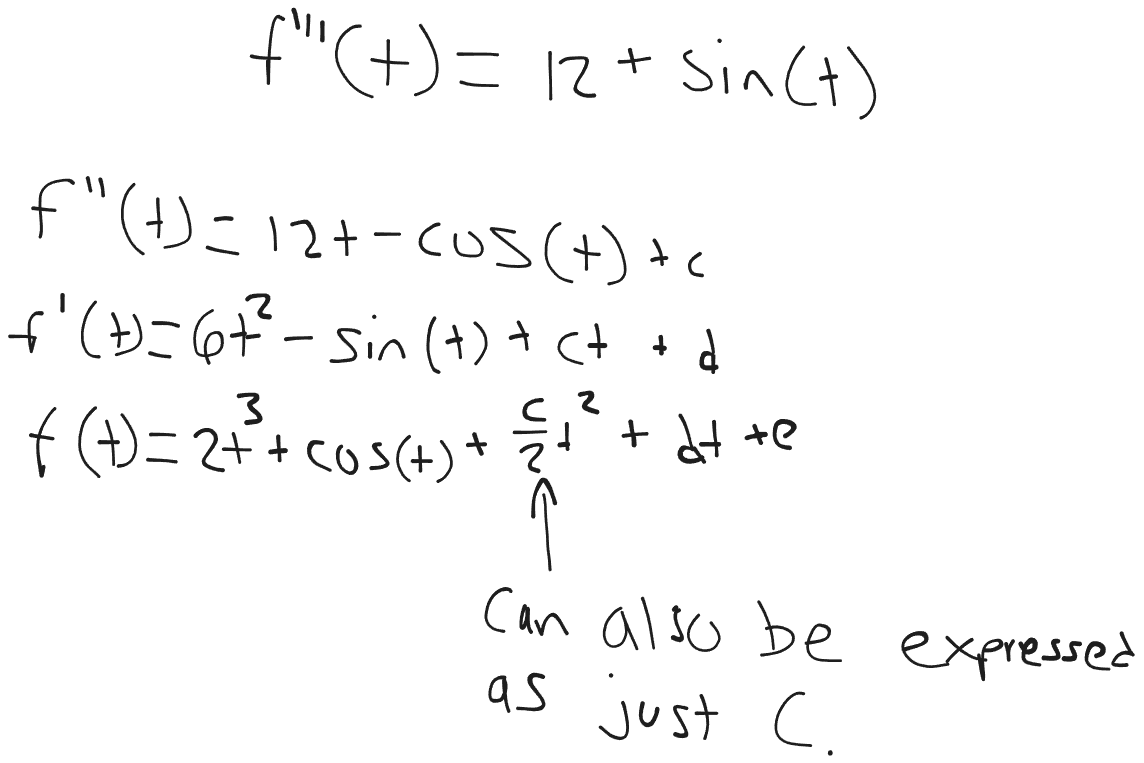 f'''(t) = 12 + sin(t)
f''(t) = 12t - cos(t) + c
f'(t) = 6t² - sin(t) + ct + d
f(t) = 2t³ + cos(t) + c/2 t² + dt + e
Can also be expressed
as just C.